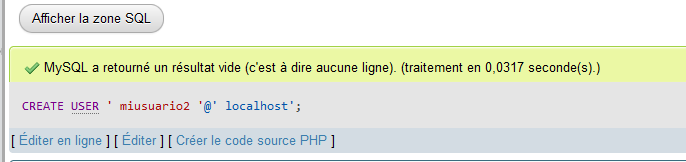 Afficher la zone SQL
MySQL a retourné un résultat vide (c'est à dire aucune ligne). (traitement en 0,0317 seconde(s).)
CREATE USER ' miusuario2 '@' localhost';
[ Éditer en ligne ] [ Éditer ] [ Créer le code source PHP ]